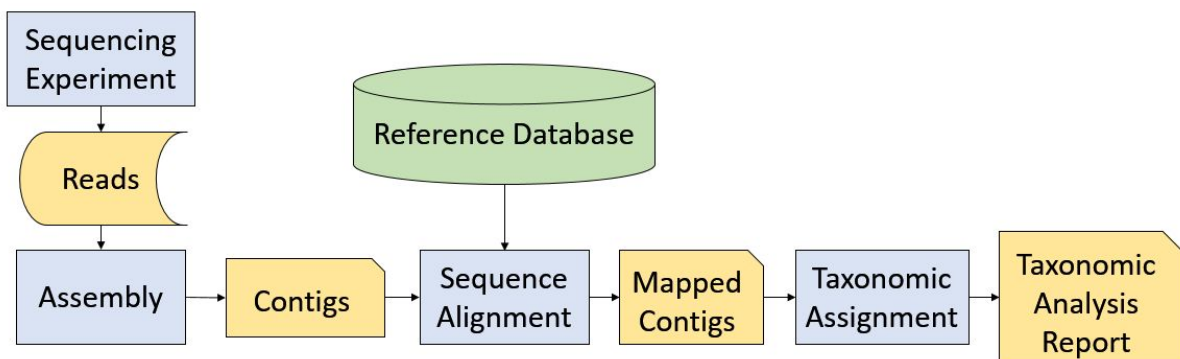 Sequencing
Experiment
Reads
Reference Database
Assembly
Contigs
Sequence
Alignment
Mapped
Contigs
Taxonomic
Assignment
Taxonomic
Analysis
Report